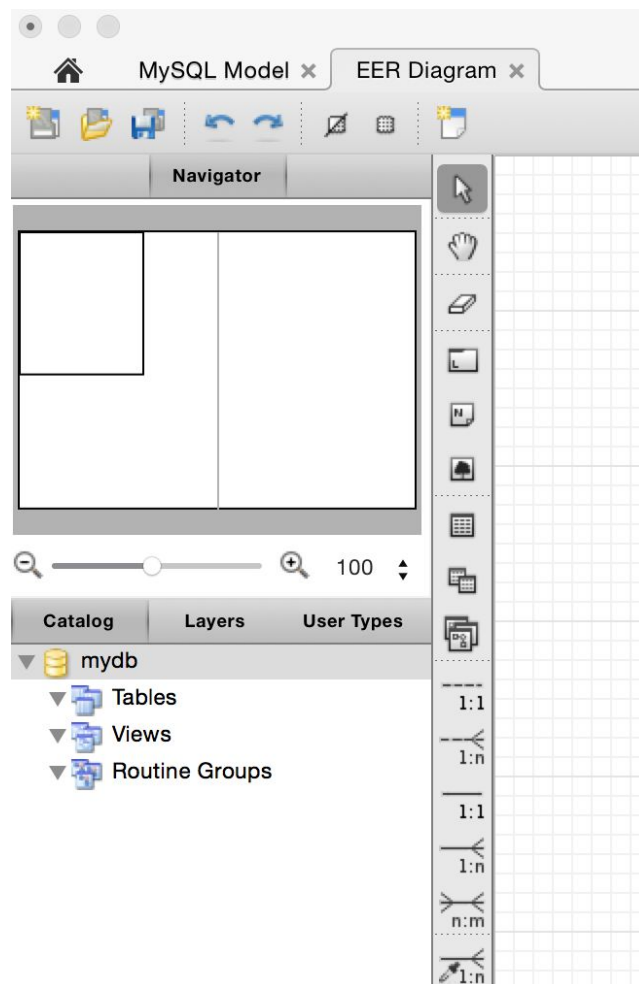 MySQL Model × EER Diagram ×
Navigator
L
N
100
Catalog Layers User Types
mydb
Tables
Views
Routine Groups
1:1
1:n
1:1
1:n
n:m
1:n